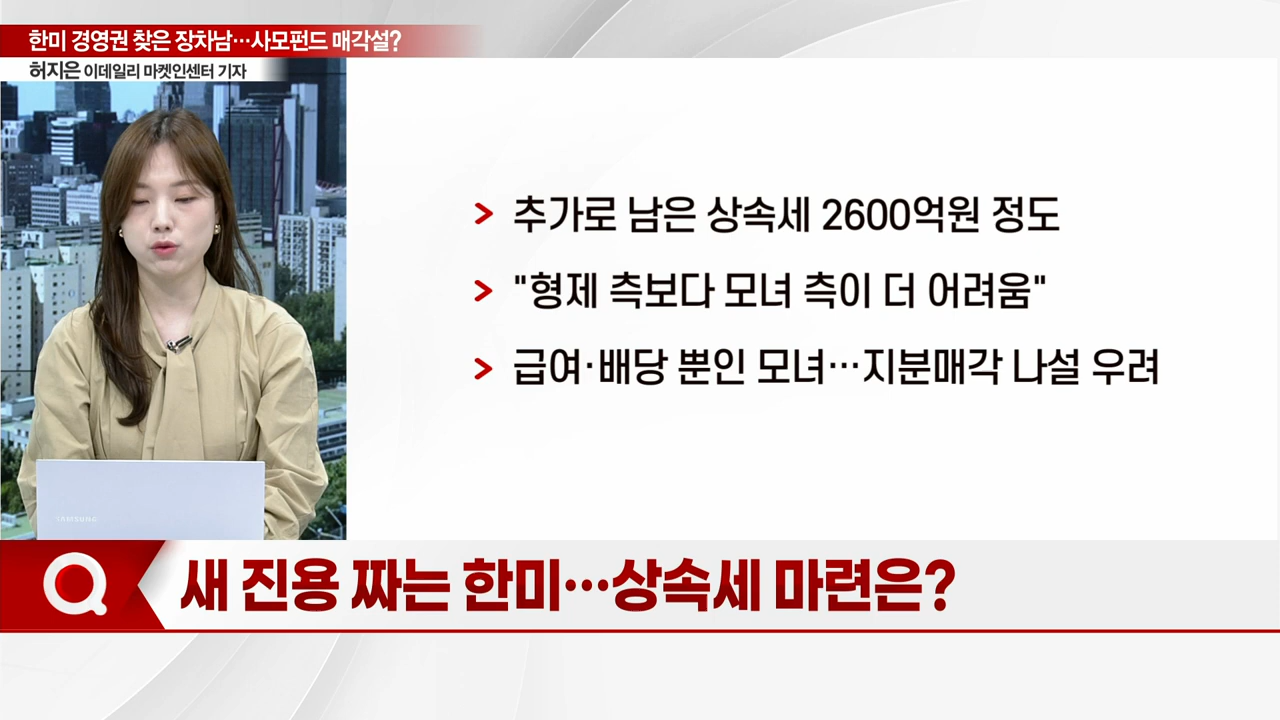 한미 경영권 찾은 장차남…사모펀드 매각설?
허지은 이데일리 마켓인센터 기자
> 추가로 남은 상속세 2600억원 정도
> "형제 측보다 모녀 측이 더 어려움"
> 급여·배당 뿐인 모녀…지분매각 나설 우려
SAMSUNG
Q 새 진용 짜는 한미…상속세 마련은?